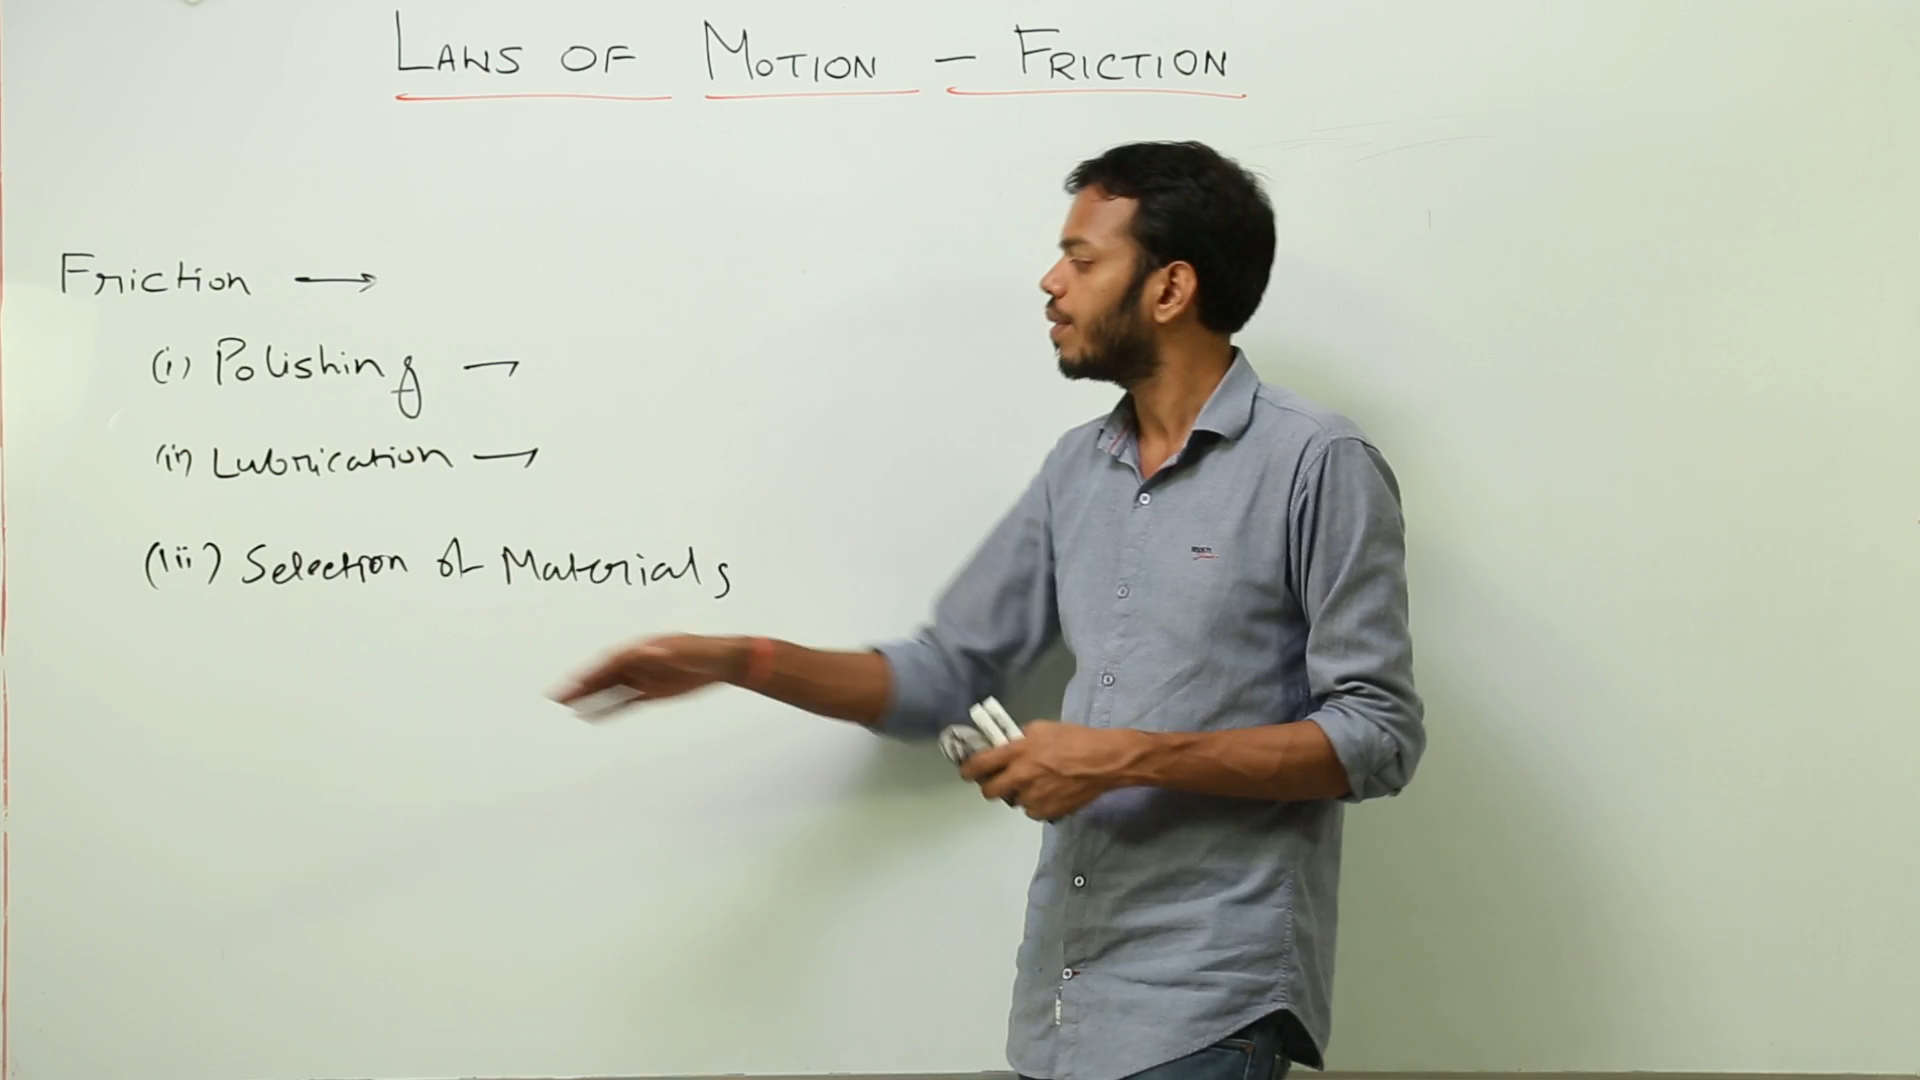 LAWS OF MOTION - FRICTION
Friction →
(i) Polishing →
(ii) Lubrication →
(iii) Selection of Materials